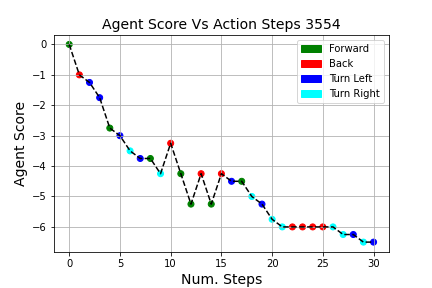 Agent Score Vs Action Steps 3554
Forward
Back
Turn Left
Turn Right
Agent Score
0
−1
−2
−3
−4
−5
−6
0
5
10
15
20
25
30
Num. Steps